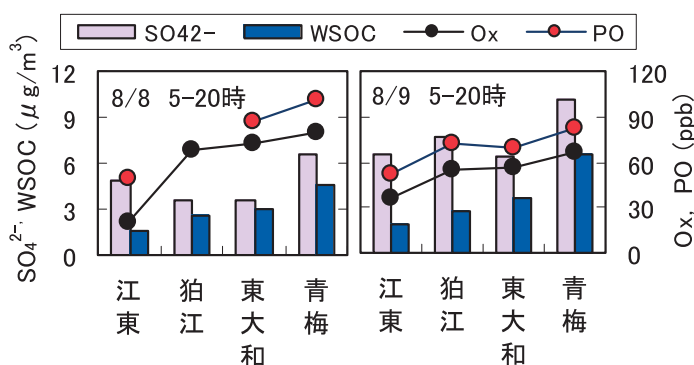 SO42- WSOC Ox PO
SO₄²⁻, WSOC (μg/m³)
12
9
6
3
0
8/8 5-20時
江東
狛江
東大和
青梅
8/9 5-20時
江東
狛江
東大和
青梅
120
90
60
30
0
Ox, PO (ppb)